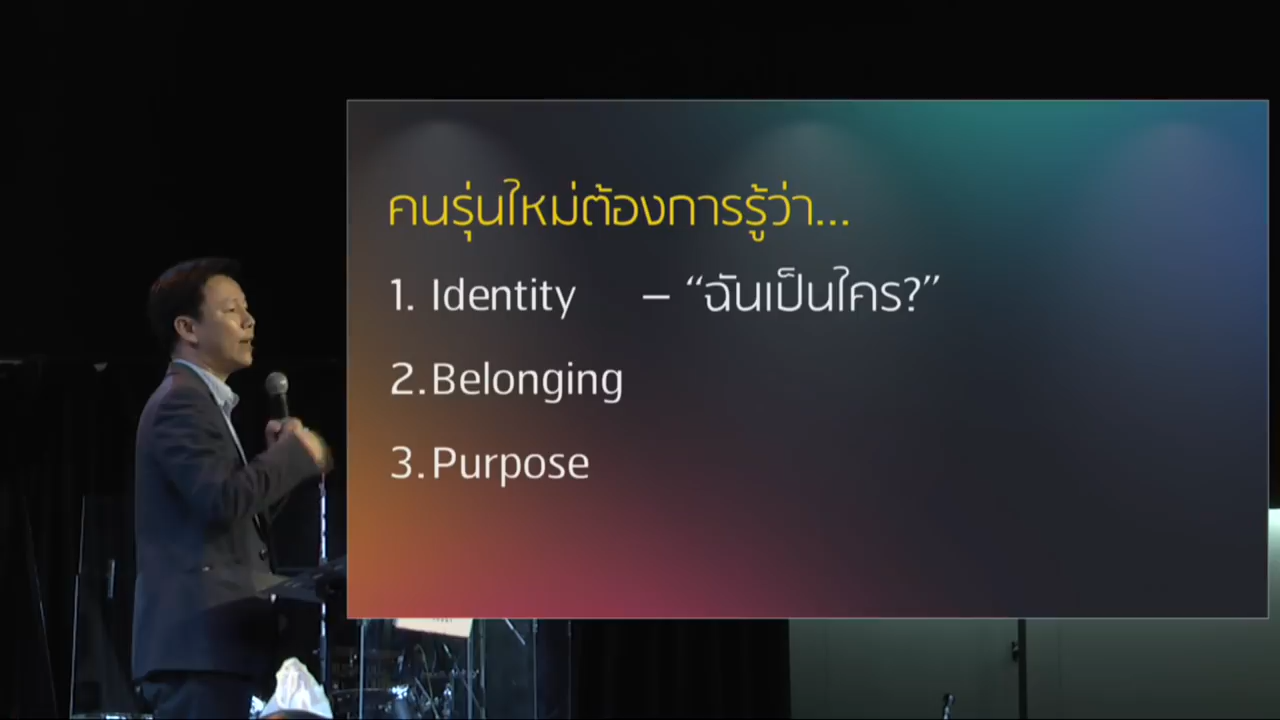 คนรุ่นใหม่ต้องการรู้ว่า...
1. Identity – “ฉันเป็นใคร?”
2. Belonging
3. Purpose